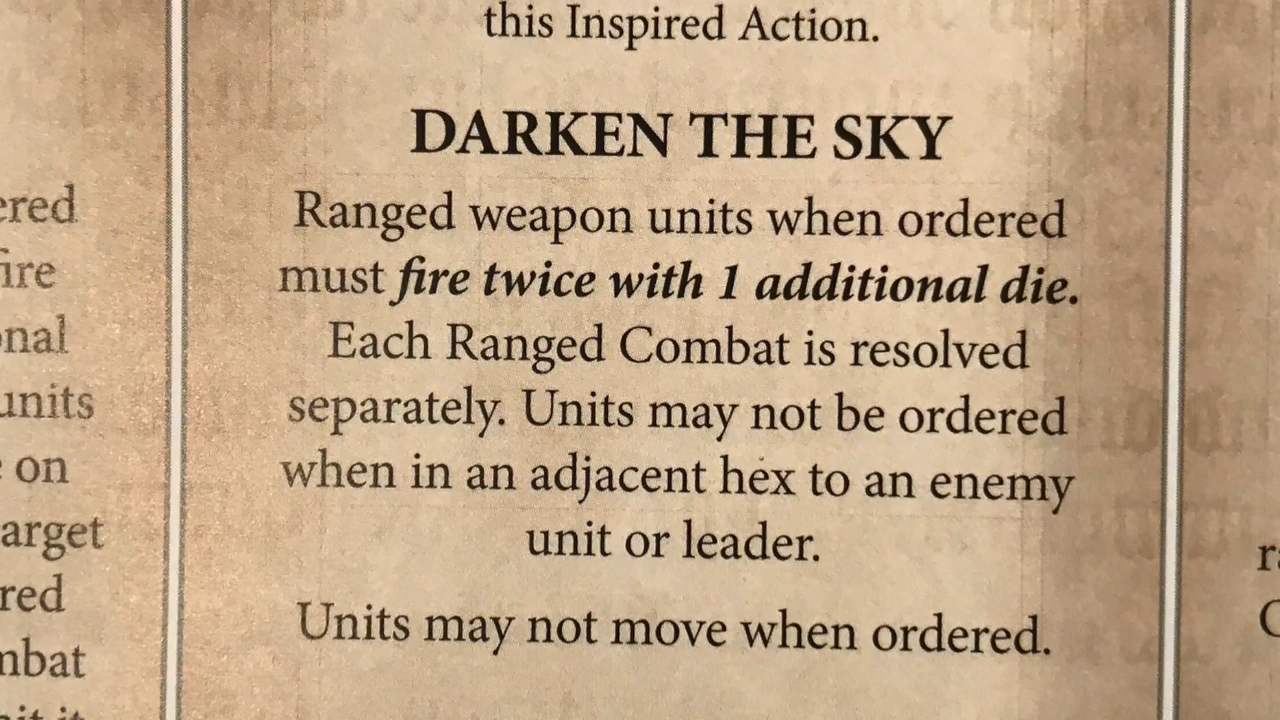 this Inspired Action.
DARKEN THE SKY
Ranged weapon units when ordered
must fire twice with 1 additional die.
Each Ranged Combat is resolved
separately. Units may not be ordered
when in an adjacent hex to an enemy
unit or leader.
Units may not move when ordered.
units
on